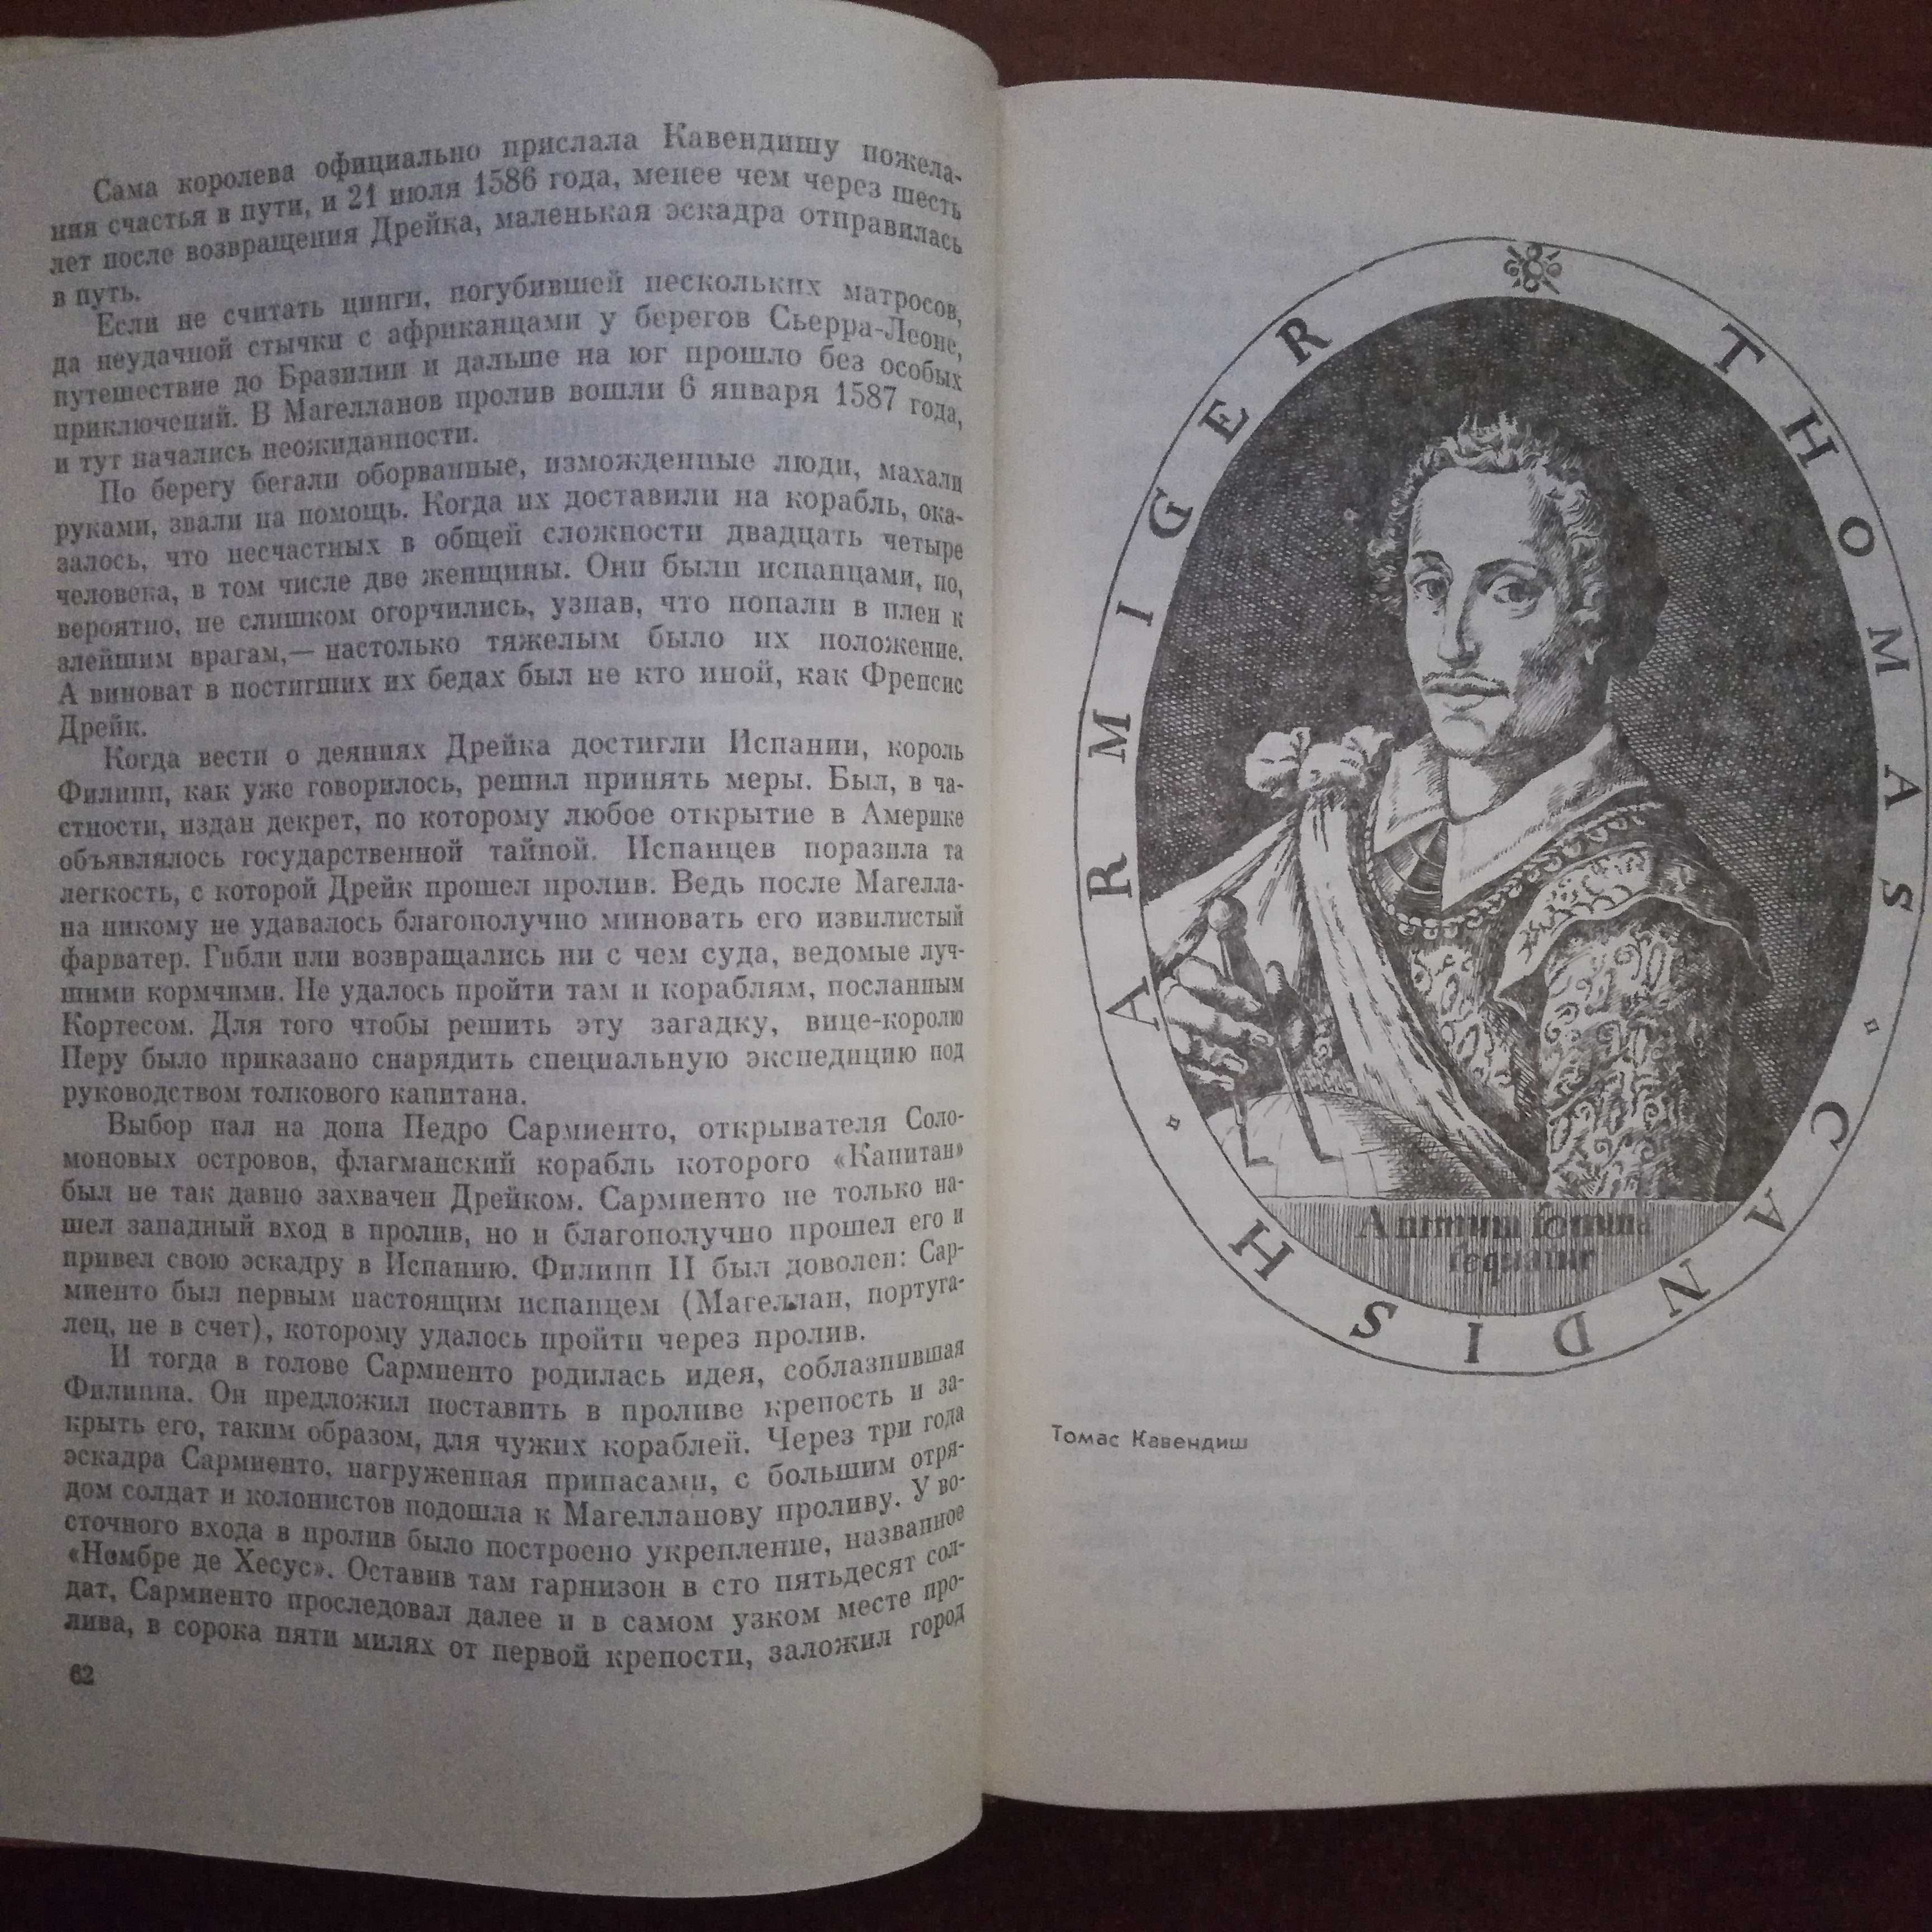 Сама королева официально прислала Кавендишу пожела-
ния счастья в пути, и 21 июля 1586 года, менее чем через шесть
лет после возвращения Дрейка, маленькая эскадра отправилась
в путь.
Если не считать цинги, погубившей нескольких матросов,
да неудачной стычки с африканцами у берегов Сьерра-Леоне,
путешествие до Бразилии и дальше на юг прошло без особых
приключений. В Магелланов пролив вошли 6 января 1587 года,
и тут начались неожиданности.
По берегу бегали оборванные, изможденные люди, махали
руками, звали на помощь. Когда их доставили на корабль, ока-
залось, что несчастных в общей сложности двадцать четыре
человека, в том числе две женщины. Они были испанцами, но,
вероятно, не слишком огорчились, узнав, что попали в плен к
злейшим врагам,— настолько тяжелым было их положение.
А виноват в постигших их бедах был не кто иной, как Френсис
Дрейк.
Когда вести о деяниях Дрейка достигли Испании, король
Филипп, как уже говорилось, решил принять меры. Был, в ча-
стности, издан декрет, по которому любое открытие в Америке
объявлялось государственной тайной. Испанцев поразила та
легкость, с которой Дрейк прошел пролив. Ведь после Магелла-
на никому не удавалось благополучно миновать его извилистый
фарватер. Гибли или возвращались ни с чем суда, ведомые луч-
шими кормчими. Не удалось пройти там и кораблям, посланным
Кортесом. Для того чтобы решить эту загадку, вице-королю
Перу было приказано снарядить специальную экспедицию под
руководством толкового капитана.
Выбор пал на дона Педро Сармиенто, открывателя Соло-
моновых островов, флагманский корабль которого «Капитан»
был не так давно захвачен Дрейком. Сармиенто не только на-
шел западный вход в пролив, но и благополучно прошел его и
привел свою эскадру в Испанию. Филипп II был доволен: Сар-
миенто был первым настоящим испанцем (Магеллан, португа-
лец, не в счет), которому удалось пройти через пролив.
И тогда в голове Сармиенто родилась идея, соблазнившая
Филиппа. Он предложил поставить в проливе крепость и за-
крыть его, таким образом, для чужих кораблей. Через три года
эскадра Сармиенто, нагруженная припасами, с большим отря-
дом солдат и колонистов подошла к Магелланову проливу. У во-
сточного входа в пролив было построено укрепление, названное
«Номбре де Хесус». Оставив там гарнизон в сто пятьдесят сол-
дат, Сармиенто проследовал далее и в самом узком месте про-
лива, в сорока пяти милях от первой крепости, заложил город
62
THOMAS CANDISH ARMIGER
Animum fortuna
sequatur
Томас Кавендиш